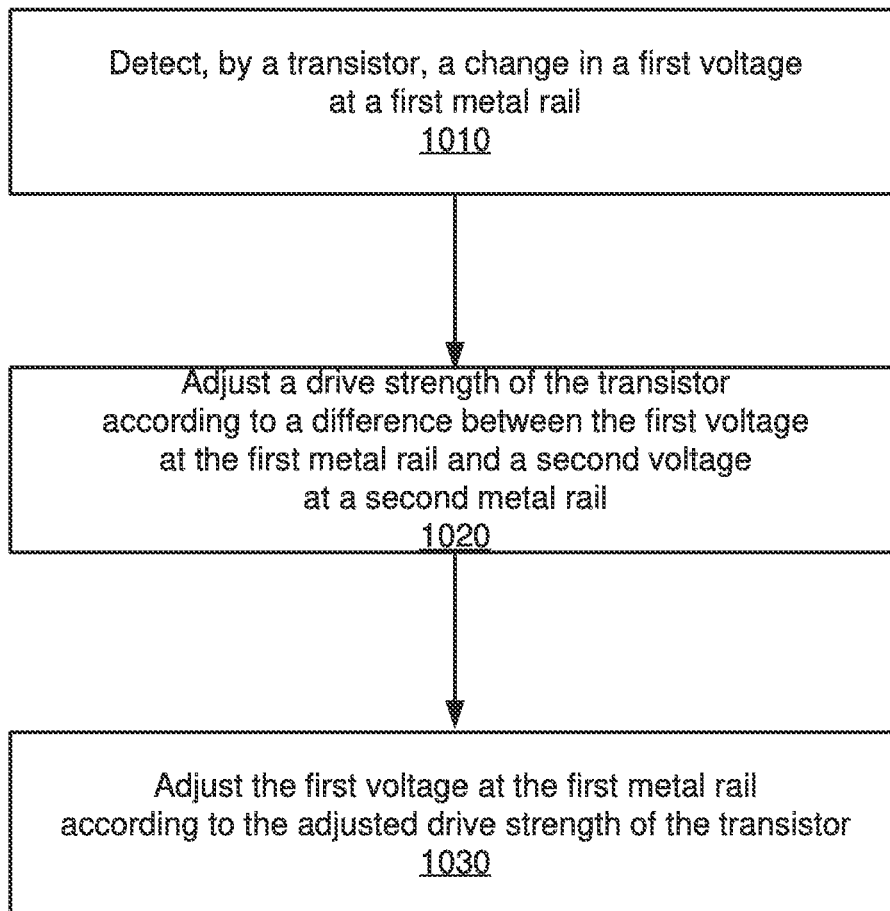 Detect, by a transistor, a change in a first voltage
at a first metal rail
1010
Adjust a drive strength of the transistor
according to a difference between the first voltage
at the first metal rail and a second voltage
at a second metal rail
1020
Adjust the first voltage at the first metal rail
according to the adjusted drive strength of the transistor
1030